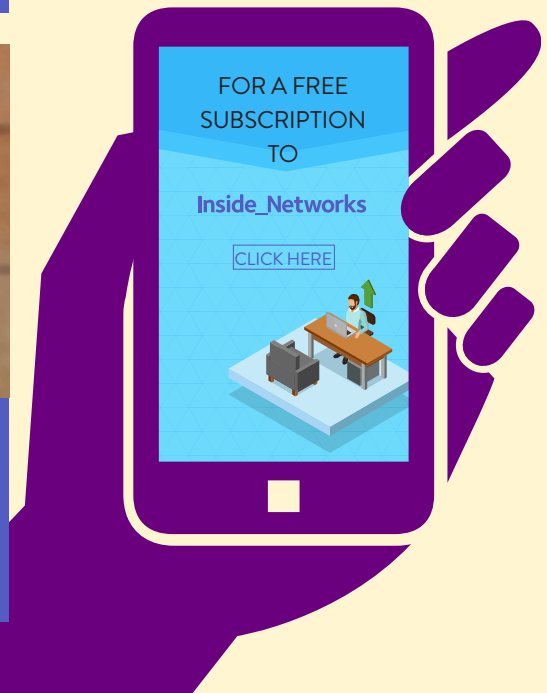 FOR A FREE
SUBSCRIPTION
TO
Inside_Networks
CLICK HERE